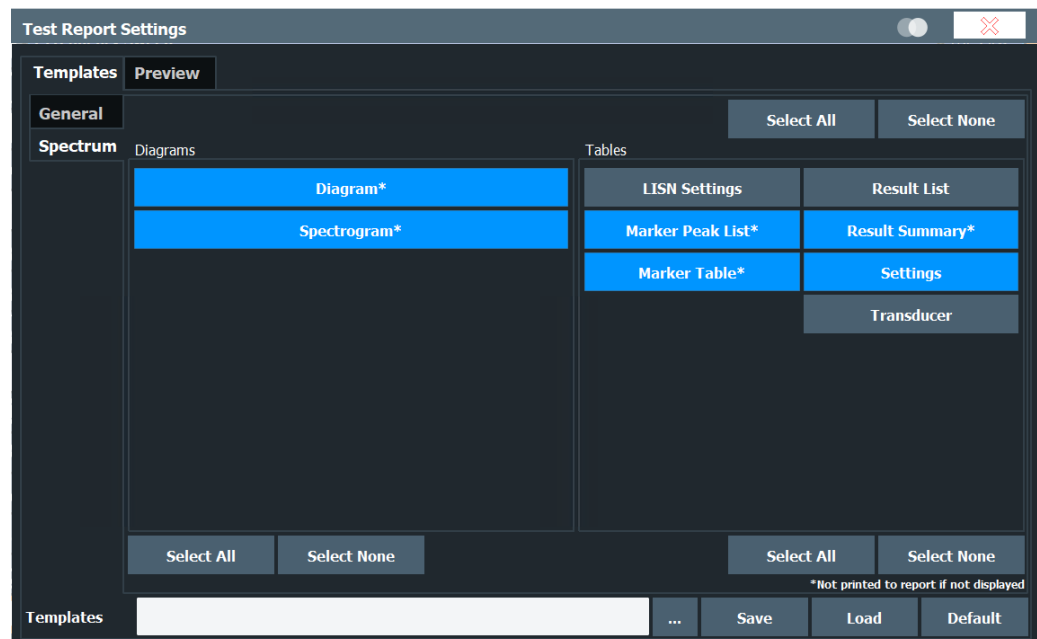 Test Report Settings
Templates Preview
General
Select All Select None
Spectrum
Diagrams Tables
Diagram* LISN Settings Result List
Spectrogram* Marker Peak List* Result Summary*
Marker Table* Settings
Transducer
Select All Select None Select All Select None
*Not printed to report if not displayed
Templates ... Save Load Default